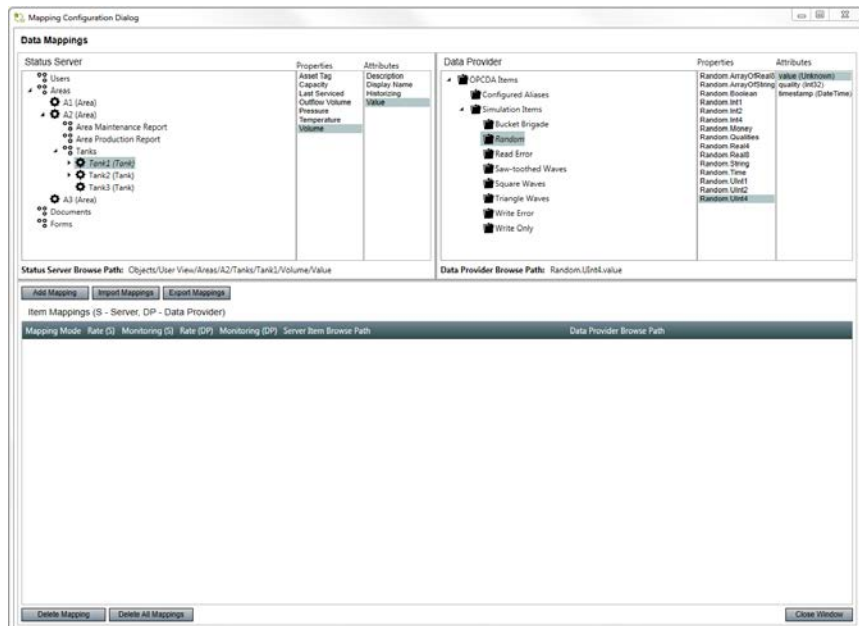 Mapping Configuration Dialog
Data Mappings
Status Server
Properties
Attributes
Users
Areas
A1 (Area)
A2 (Area)
Area Maintenance Report
Area Production Report
Tanks
Tank1 (Tank)
Tank2 (Tank)
Tank3 (Tank)
A3 (Area)
Documents
Forms
Asset Tag
Capacity
Last Serviced
Outflow Volume
Pressure
Temperature
Volume
Description
Display Name
Historizing
Value
Status Server Browse Path: Objects/User View/Areas/A2/Tanks/Tank1/Volume/Value
Data Provider
Properties
Attributes
OPCDA Items
Configured Aliases
Simulation Items
Bucket Brigade
Random
Read Error
Saw-toothed Waves
Square Waves
Triangle Waves
Write Error
Write Only
Random.ArrayOfReal8
Random.ArrayOfString
Random.Boolean
Random.Int1
Random.Int2
Random.Int4
Random.Money
Random.Qualities
Random.Real4
Random.Real8
Random.String
Random.Time
Random.UInt1
Random.UInt2
Random.UInt4
value (Unknown)
quality (Int32)
timestamp (DateTime)
Data Provider Browse Path: Random.UInt4.value
Add Mapping Import Mappings Export Mappings
Item Mappings (S - Server, DP - Data Provider)
Mapping Mode Rate (S) Monitoring (S) Rate (DP) Monitoring (DP) Server Item Browse Path Data Provider Browse Path
Delete Mapping Delete All Mappings Close Window